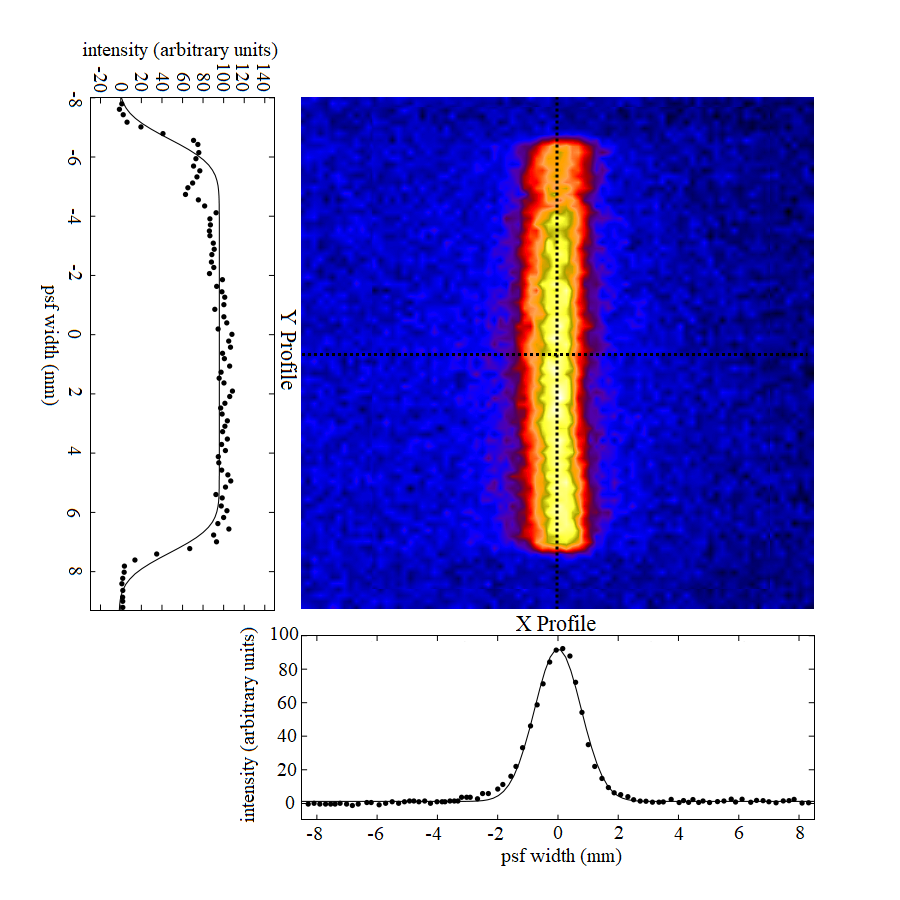 intensity (arbitrary units)
-20 0 20 40 60 80 100 120 140
-8
-6
-4
-2
0
2
4
6
8
psf width (mm)
Y Profile
X Profile
intensity (arbitrary units)
100
80
60
40
20
0
-8 -6 -4 -2 0 2 4 6 8
psf width (mm)